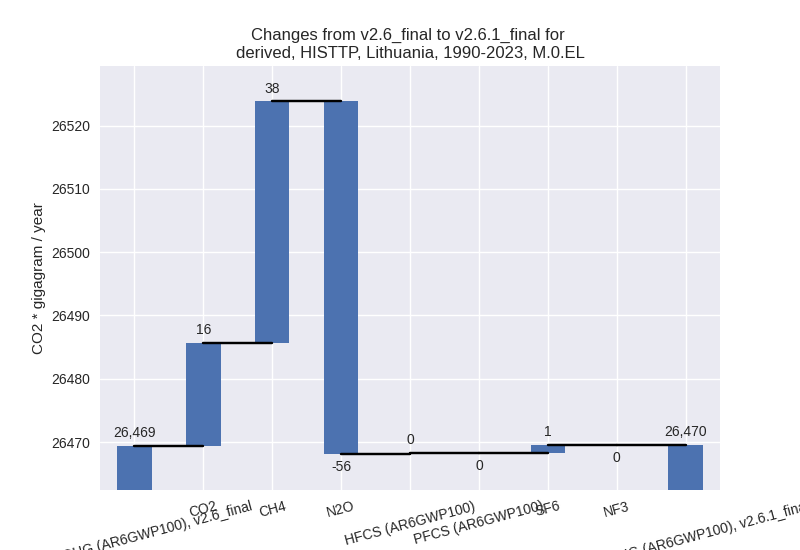 Changes from v2.6_final to v2.6.1_final for
derived, HISTTP, Lithuania, 1990-2023, M.0.EL
CO2 * gigagram / year
26520
26510
26500
26490
26480
26470
26,469
16
38
-56
0
0
1
0
26,470
(AR6GWP100), v2.6_final
CO2
CH4
N2O
HFCS (AR6GWP100)
PFCS (AR6GWP100)
SF6
NF3
(AR6GWP100), v2.6.1_final